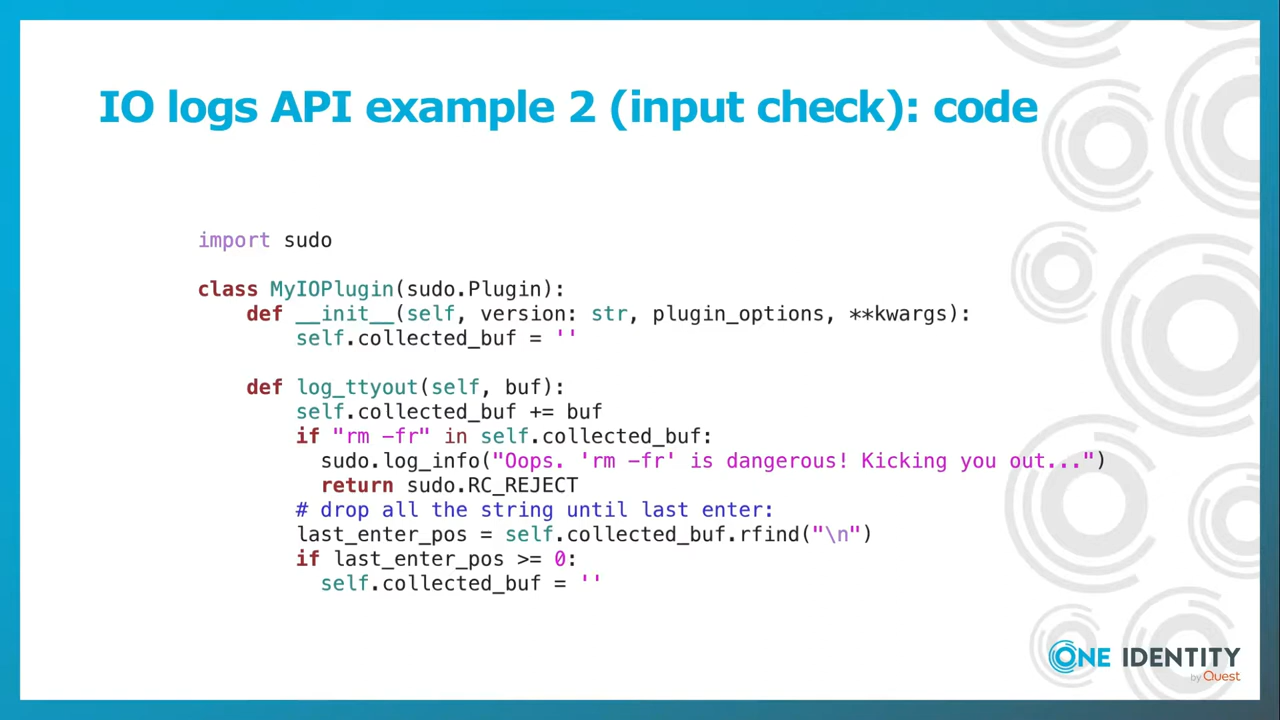 IO logs API example 2 (input check): code
import sudo
class MyIOPlugin(sudo.Plugin):
    def __init__(self, version: str, plugin_options, **kwargs):
        self.collected_buf = ''
    def log_ttyout(self, buf):
        self.collected_buf += buf
        if "rm -fr" in self.collected_buf:
          sudo.log_info("Oops. 'rm -fr' is dangerous! Kicking you out...")
          return sudo.RC_REJECT
        # drop all the string until last enter:
        last_enter_pos = self.collected_buf.rfind("\n")
        if last_enter_pos >= 0:
          self.collected_buf = ''
ONE IDENTITY
by Quest